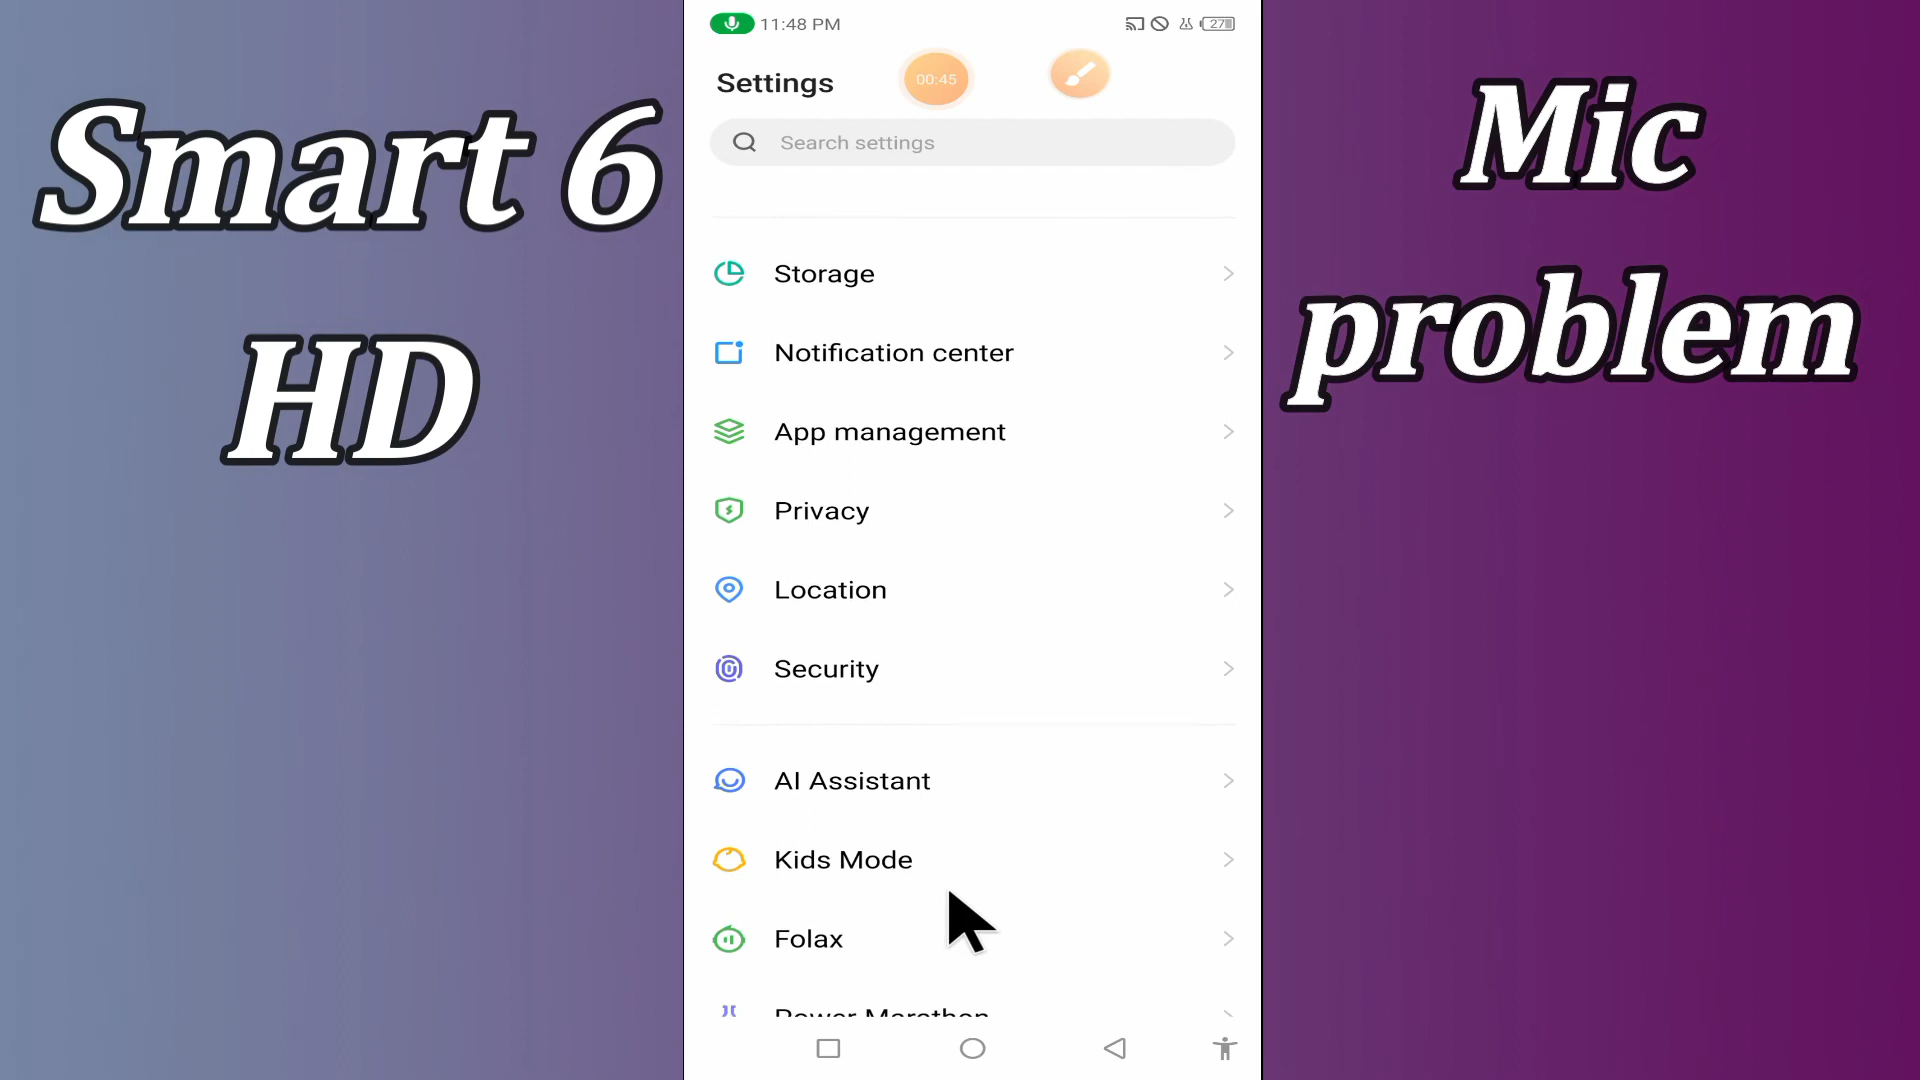 Smart 6
HD
11:48 PM
27
Settings
00:45
Search settings
Storage
Notification center
App management
Privacy
Location
Security
AI Assistant
Kids Mode
Folax
Power Marathon
Mic
problem